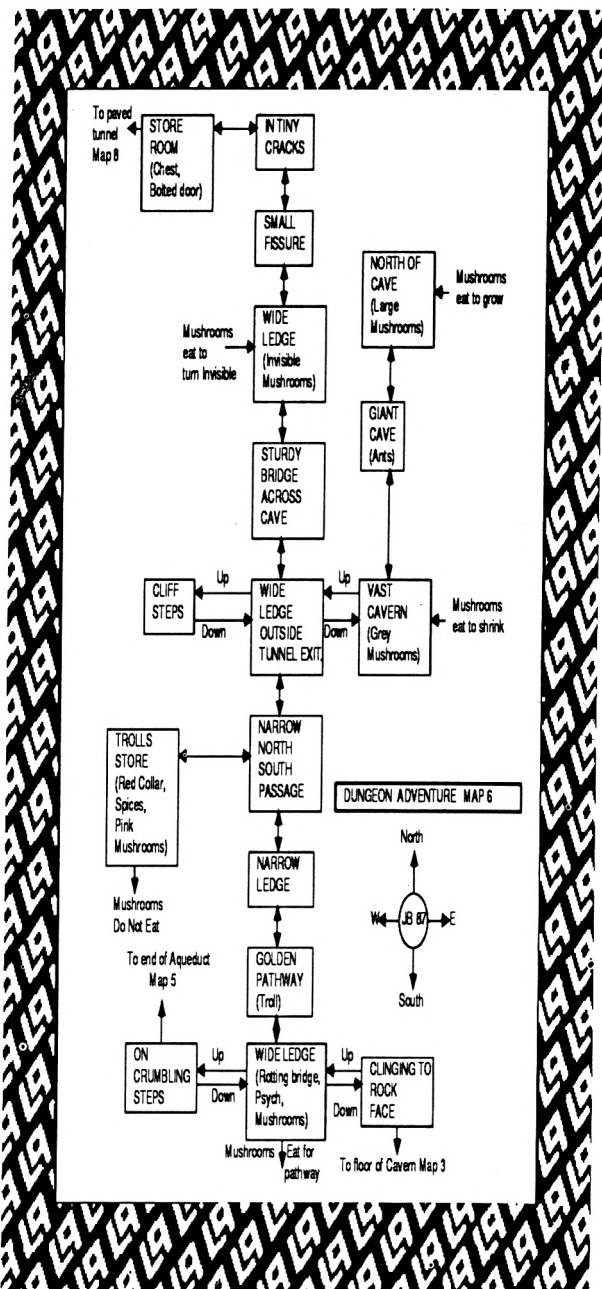 To paved
tunnel
Map 8
STORE
ROOM
(Chest,
Bolted door)
IN TINY
CRACKS
SMALL
FISSURE
NORTH OF
CAVE
(Large
Mushrooms)
Mushrooms
eat to grow
Mushrooms
eat to
turn Invisible
WIDE
LEDGE
(Invisible
Mushrooms)
GIANT
CAVE
(Ants)
STURDY
BRIDGE
ACROSS
CAVE
CLIFF
STEPS
Up
Down
WIDE
LEDGE
OUTSIDE
TUNNEL EXIT.
Up
Down
VAST
CAVERN
(Grey
Mushrooms)
Mushrooms
eat to shrink
TROLLS
STORE
(Red Collar,
Spices,
Pink
Mushrooms)
Mushrooms
Do Not Eat
NARROW
NORTH
SOUTH
PASSAGE
DUNGEON ADVENTURE MAP 6
North
W
JB 87
E
South
NARROW
LEDGE
GOLDEN
PATHWAY
(Troll)
To end of Aqueduct
Map 5
ON
CRUMBLING
STEPS
Up
Down
WIDE LEDGE
(Rotting bridge,
Psych,
Mushrooms)
Up
Down
CLINGING TO
ROCK
FACE
Mushrooms Eat for
pathway
To floor of Cavern Map 3